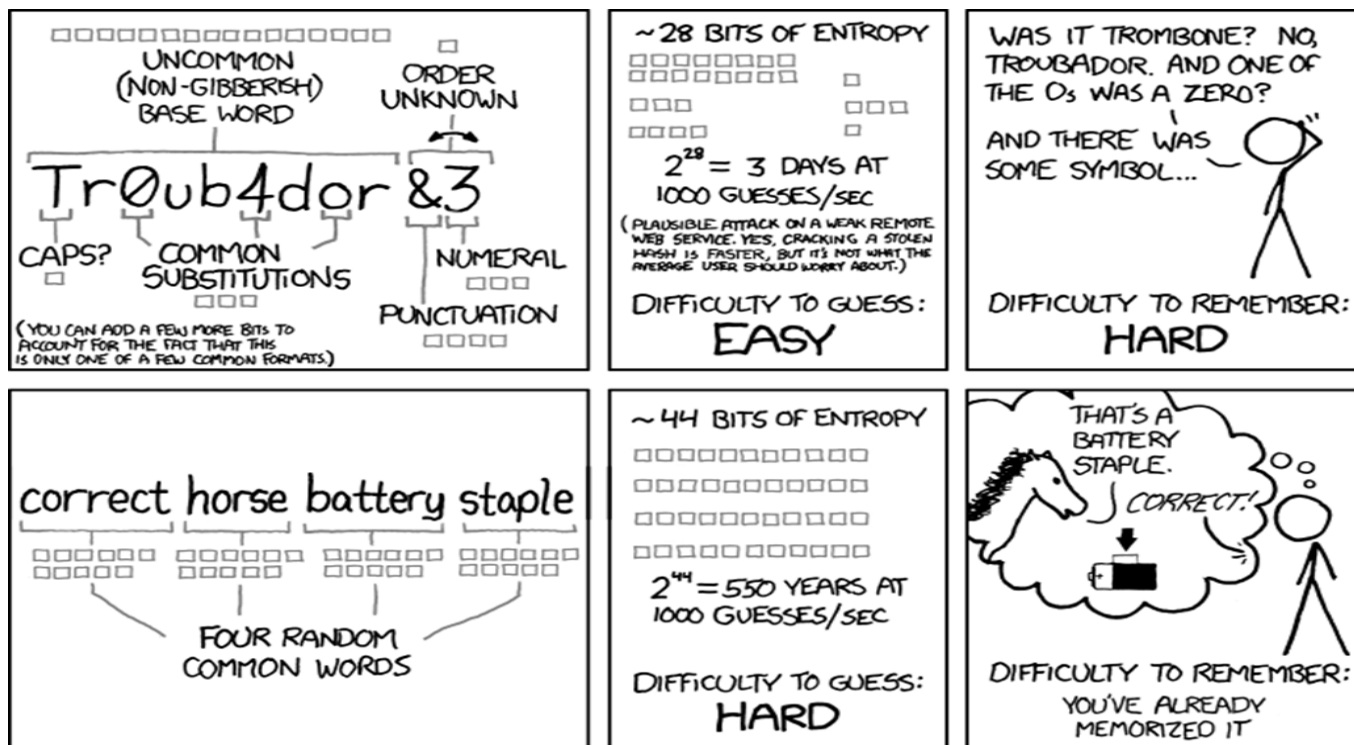 UNCOMMON
(NON-GIBBERISH)
BASE WORD
ORDER
UNKNOWN
Tr0ub4dor &3
CAPS?
COMMON
SUBSTITUTIONS
NUMERAL
PUNCTUATION
(YOU CAN ADD A FEW MORE BITS TO
ACCOUNT FOR THE FACT THAT THIS
IS ONLY ONE OF A FEW COMMON FORMATS.)
~28 BITS OF ENTROPY
2^28 = 3 DAYS AT
1000 GUESSES/SEC
(PLAUSIBLE ATTACK ON A WEAK REMOTE
WEB SERVICE. YES, CRACKING A STOLEN
HASH IS FASTER, BUT IT'S NOT WHAT THE
AVERAGE USER SHOULD WORRY ABOUT.)
DIFFICULTY TO GUESS:
EASY
WAS IT TROMBONE? NO,
TROUBADOR. AND ONE OF
THE Os WAS A ZERO?
AND THERE WAS
SOME SYMBOL...
DIFFICULTY TO REMEMBER:
HARD
correct horse battery staple
FOUR RANDOM
COMMON WORDS
~44 BITS OF ENTROPY
2^44 = 550 YEARS AT
1000 GUESSES/SEC
DIFFICULTY TO GUESS:
HARD
THAT'S A
BATTERY
STAPLE.
CORRECT!
DIFFICULTY TO REMEMBER:
YOU'VE ALREADY
MEMORIZED IT